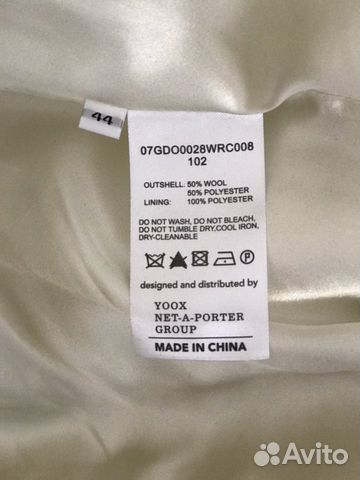 44
07GDO0028WRC008
102
OUTSHELL: 50% WOOL
50% POLYESTER
LINING: 100% POLYESTER
DO NOT WASH, DO NOT BLEACH,
DO NOT TUMBLE DRY,COOL IRON,
DRY-CLEANABLE
P
designed and distributed by
YOOX
NET-A-PORTER
GROUP
MADE IN CHINA
Avito